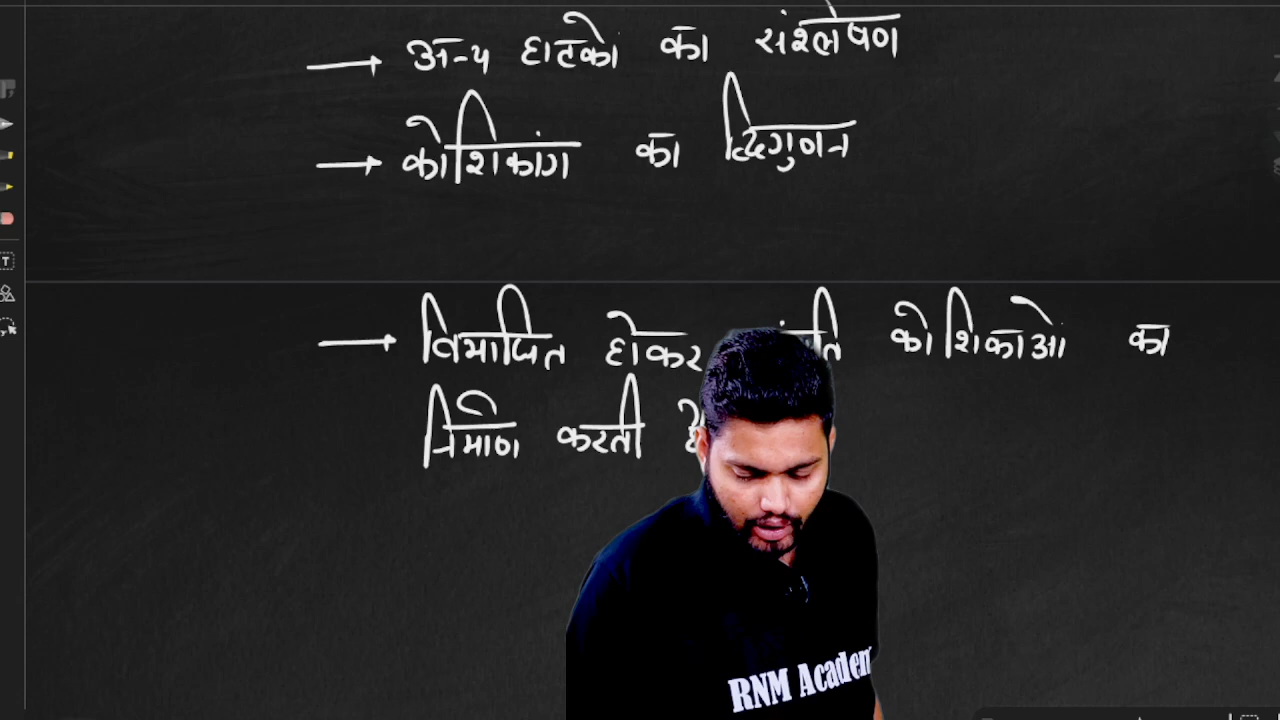 → अन्य घटको का संश्लेषण
→ कोशिकांग का द्विगुणन
→ विभाजित होकर कोशिकाओ का
निर्माण करती
RNM Academ
T